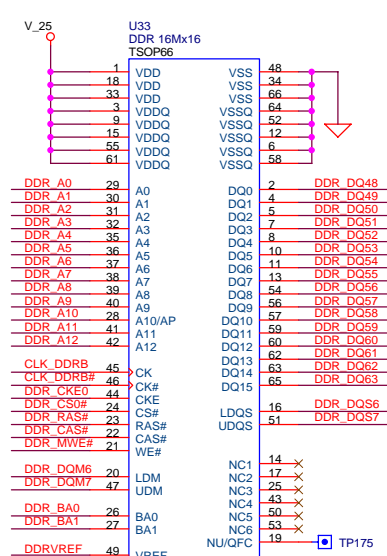 V_25
U33
DDR 16Mx16
TSOP66
1 VDD VSS 48
18 VDD VSS 34
33 VDD VSS 66
3 VDDQ VSSQ 64
9 VDDQ VSSQ 52
15 VDDQ VSSQ 12
55 VDDQ VSSQ 6
61 VDDQ VSSQ 58
DDR_A0 29 A0 DQ0 2 DDR_DQ48
DDR_A1 30 A1 DQ1 4 DDR_DQ49
DDR_A2 31 A2 DQ2 5 DDR_DQ50
DDR_A3 32 A3 DQ3 7 DDR_DQ51
DDR_A4 35 A4 DQ4 8 DDR_DQ52
DDR_A5 36 A5 DQ5 10 DDR_DQ53
DDR_A6 37 A6 DQ6 11 DDR_DQ54
DDR_A7 38 A7 DQ7 13 DDR_DQ55
DDR_A8 39 A8 DQ8 54 DDR_DQ56
DDR_A9 40 A9 DQ9 56 DDR_DQ57
DDR_A10 28 A10/AP DQ10 57 DDR_DQ58
DDR_A11 41 A11 DQ11 59 DDR_DQ59
DDR_A12 42 A12 DQ12 60 DDR_DQ60
DQ13 62 DDR_DQ61
CLK_DDRB 45 CK DQ14 63 DDR_DQ62
CLK_DDRB# 46 CK# DQ15 65 DDR_DQ63
DDR_CKE0 44 CKE
DDR_CS0# 24 CS# LDQS 16 DDR_DQS6
DDR_RAS# 23 RAS# UDQS 51 DDR_DQS7
DDR_CAS# 22 CAS#
DDR_MWE# 21 WE#
NC1 14
DDR_DQM6 20 LDM NC2 17
DDR_DQM7 47 UDM NC3 25
NC4 43
DDR_BA0 26 BA0 NC5 50
DDR_BA1 27 BA1 NC6 53
NU/QFC 19 TP175
DDRVREF 49 VREF